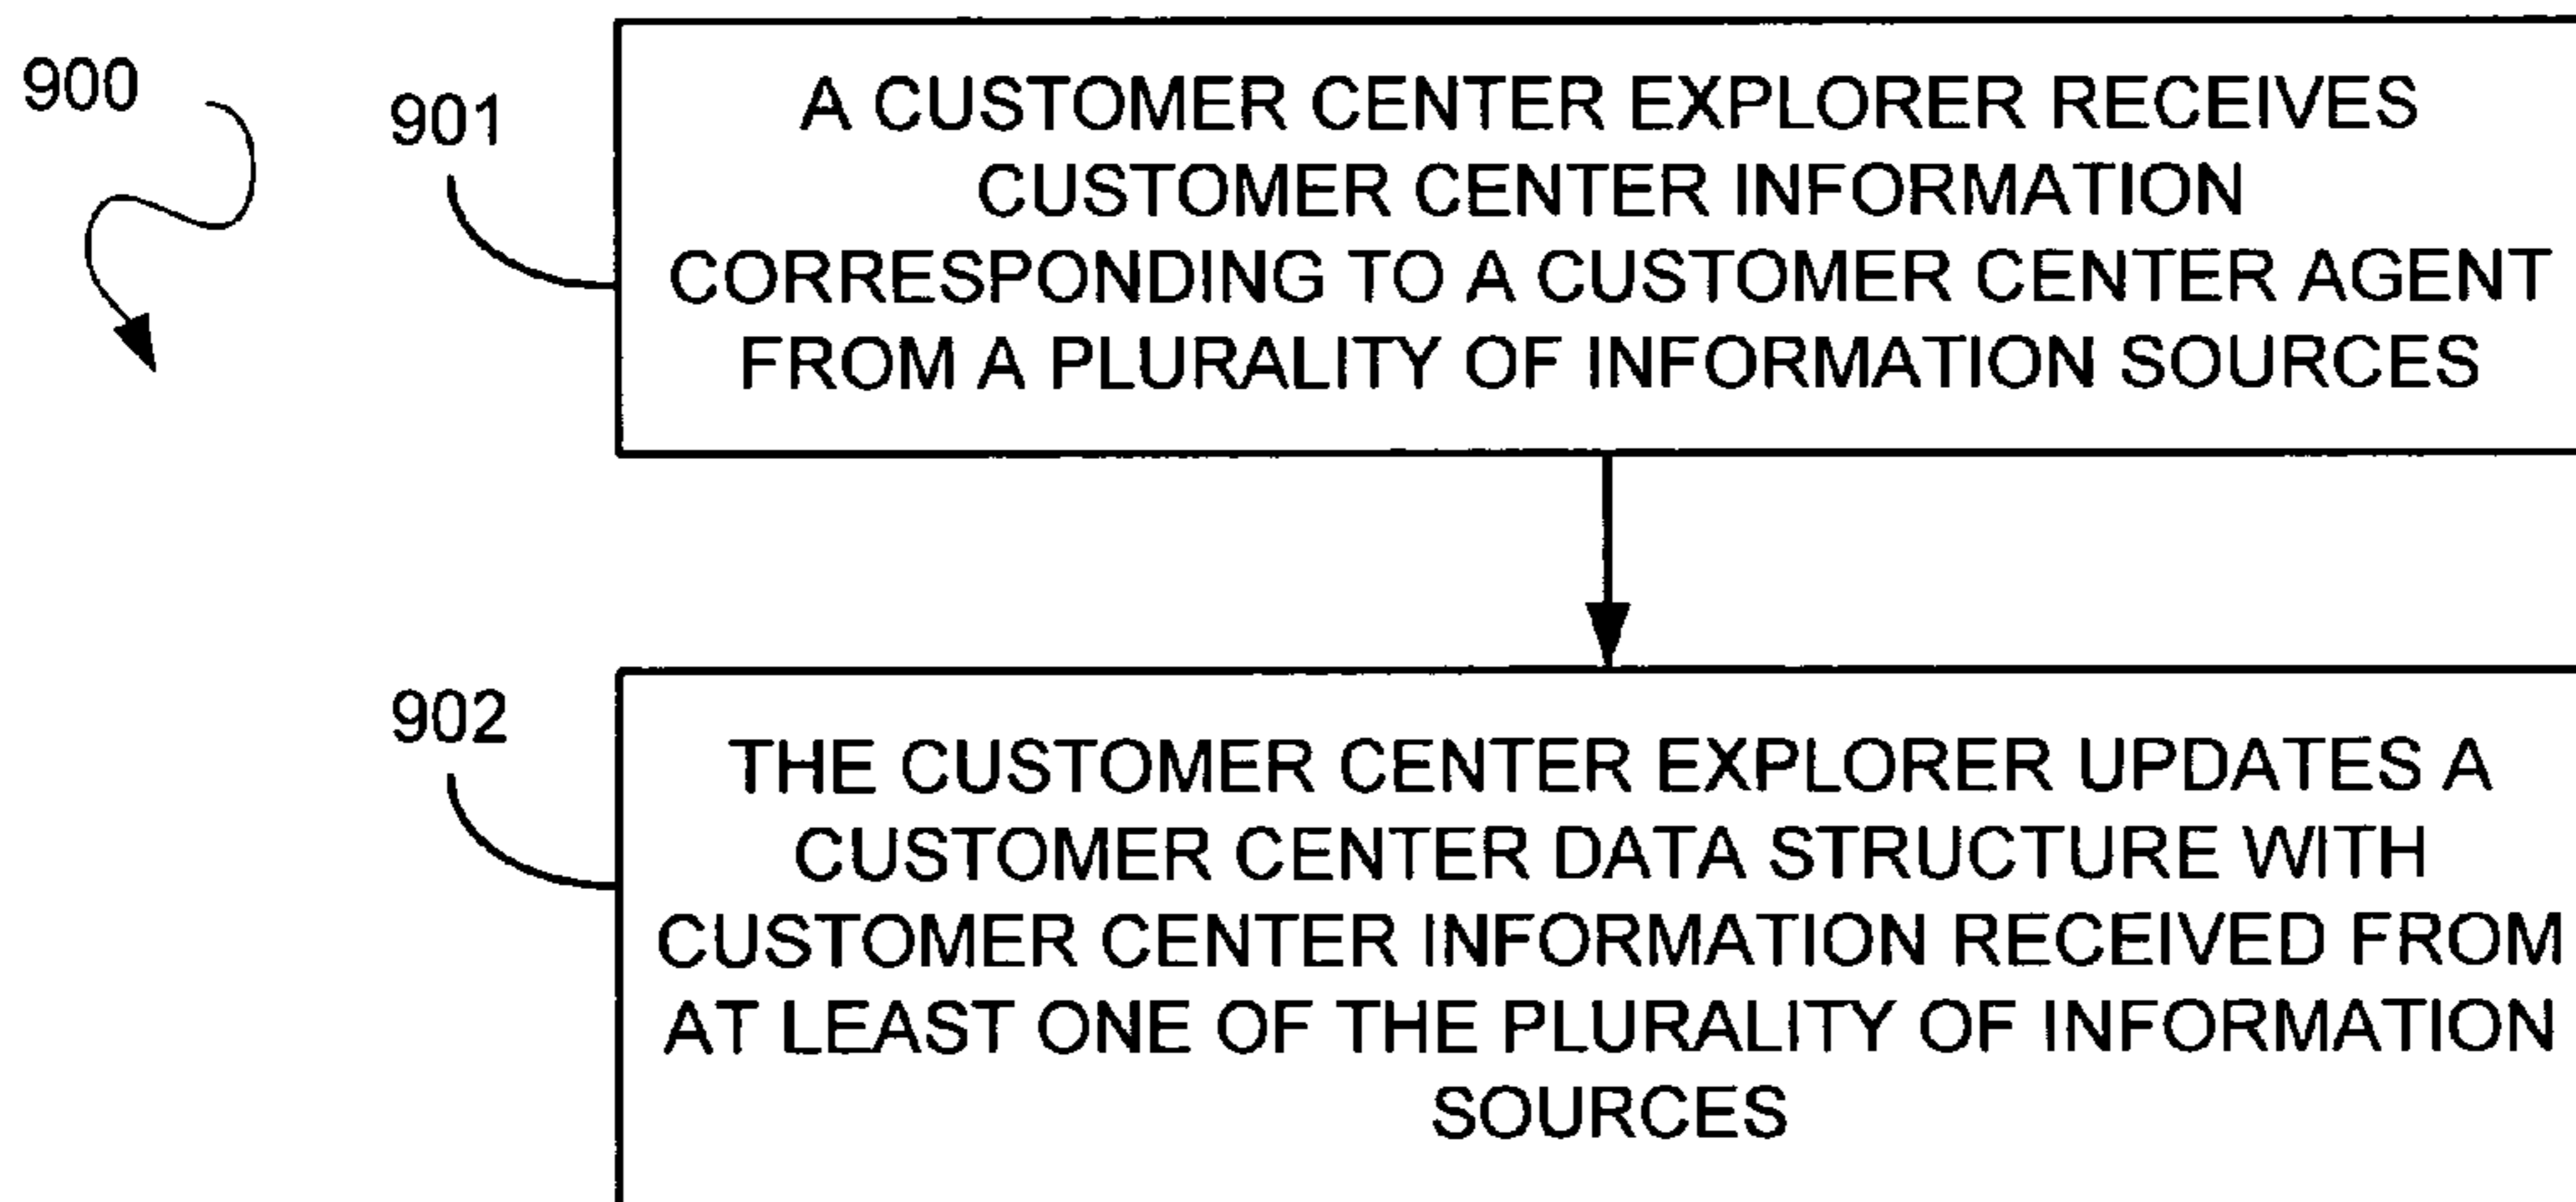 900
901
A CUSTOMER CENTER EXPLORER RECEIVES
CUSTOMER CENTER INFORMATION
CORRESPONDING TO A CUSTOMER CENTER AGENT
FROM A PLURALITY OF INFORMATION SOURCES
902
THE CUSTOMER CENTER EXPLORER UPDATES A
CUSTOMER CENTER DATA STRUCTURE WITH
CUSTOMER CENTER INFORMATION RECEIVED FROM
AT LEAST ONE OF THE PLURALITY OF INFORMATION
SOURCES